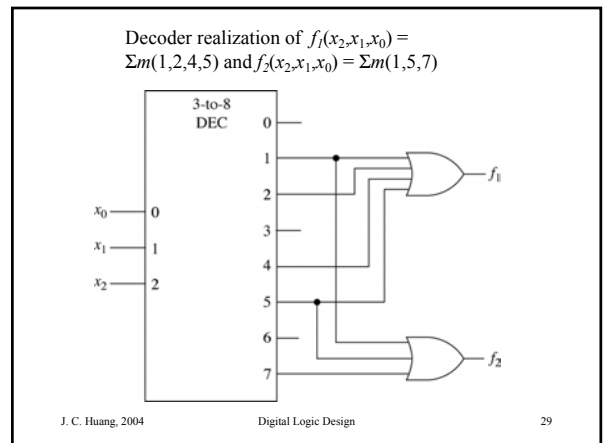 Decoder realization of f₁(x₂,x₁,x₀) =
Σm(1,2,4,5) and f₂(x₂,x₁,x₀) = Σm(1,5,7)
3-to-8
DEC
0
1
2
3
4
5
6
7
x₀ 0
x₁ 1
x₂ 2
f₁
f₂
J. C. Huang, 2004 Digital Logic Design 29